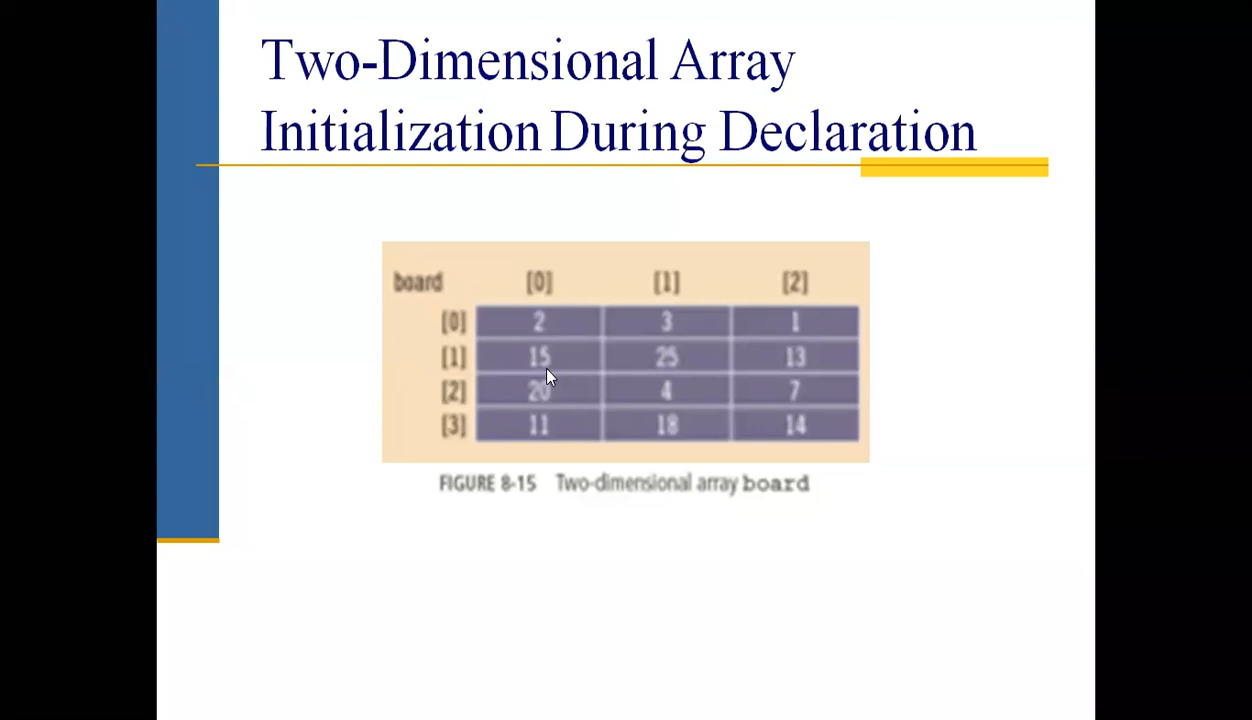 Two-Dimensional Array
Initialization During Declaration
board [0] [1] [2]
[0] 2 3 1
[1] 15 25 13
[2] 20 4 7
[3] 11 18 14
FIGURE 8-15 Two-dimensional array board